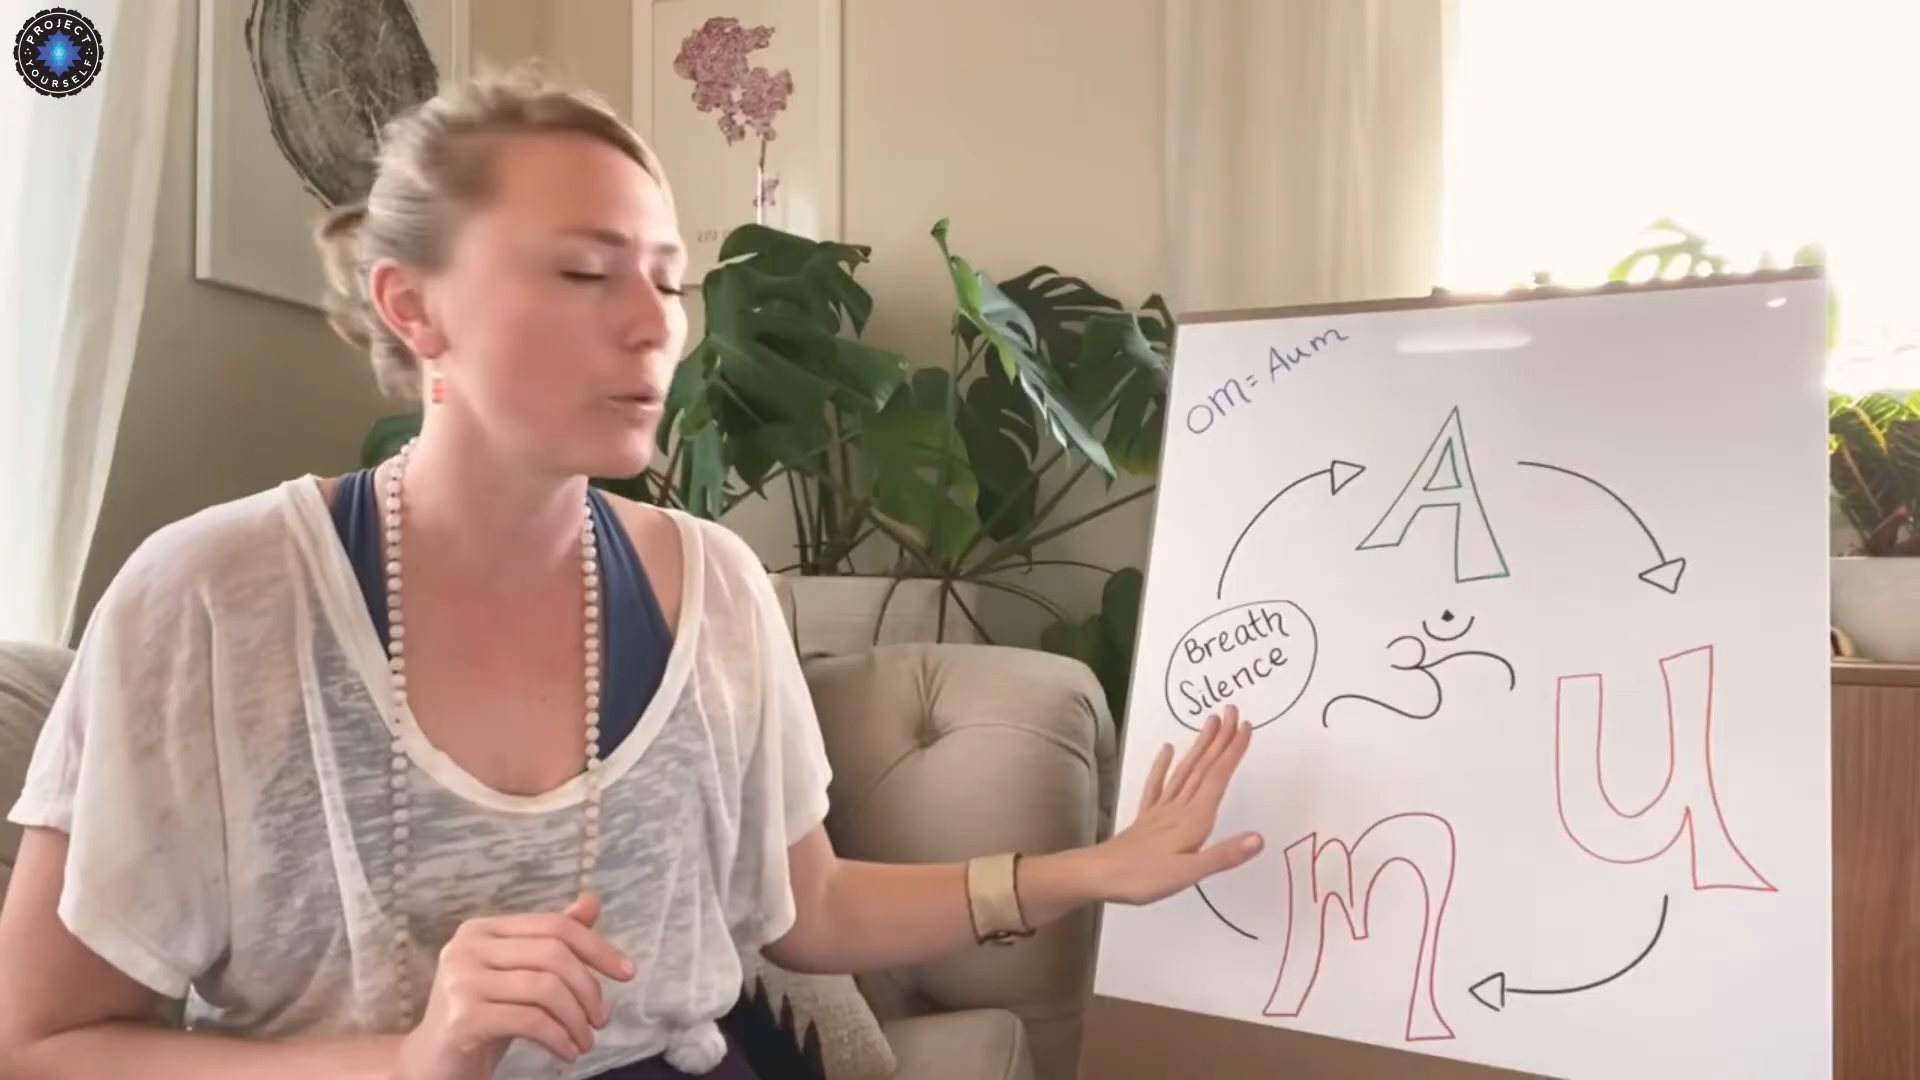 PROJECT
YOURSELF
OM = Aum
A
Breath
Silence
ॐ
U
M